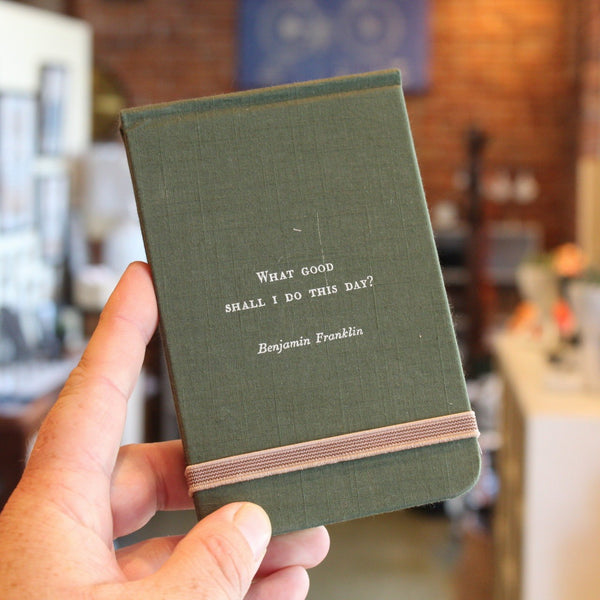 What good
shall I do this day?
Benjamin Franklin